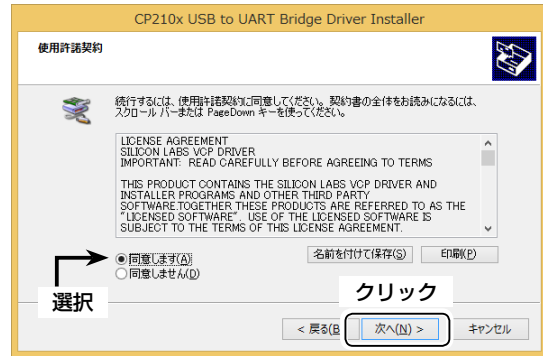 CP210x USB to UART Bridge Driver Installer
使用許諾契約
続行するには、使用許諾契約に同意してください。契約書の全体をお読みになるには、
スクロール バーまたは PageDown キーを使ってください。
LICENSE AGREEMENT
SILICON LABS VCP DRIVER
IMPORTANT: READ CAREFULLY BEFORE AGREEING TO TERMS
THIS PRODUCT CONTAINS THE SILICON LABS VCP DRIVER AND
INSTALLER PROGRAMS AND OTHER THIRD PARTY
SOFTWARE.TOGETHER THESE PRODUCTS ARE REFERRED TO AS THE
"LICENSED SOFTWARE". USE OF THE LICENSED SOFTWARE IS
SUBJECT TO THE TERMS OF THIS LICENSE AGREEMENT.
同意します(A)
名前を付けて保存(S)
印刷(P)
同意しません(D)
選択
クリック
< 戻る(B
次へ(N) >
キャンセル